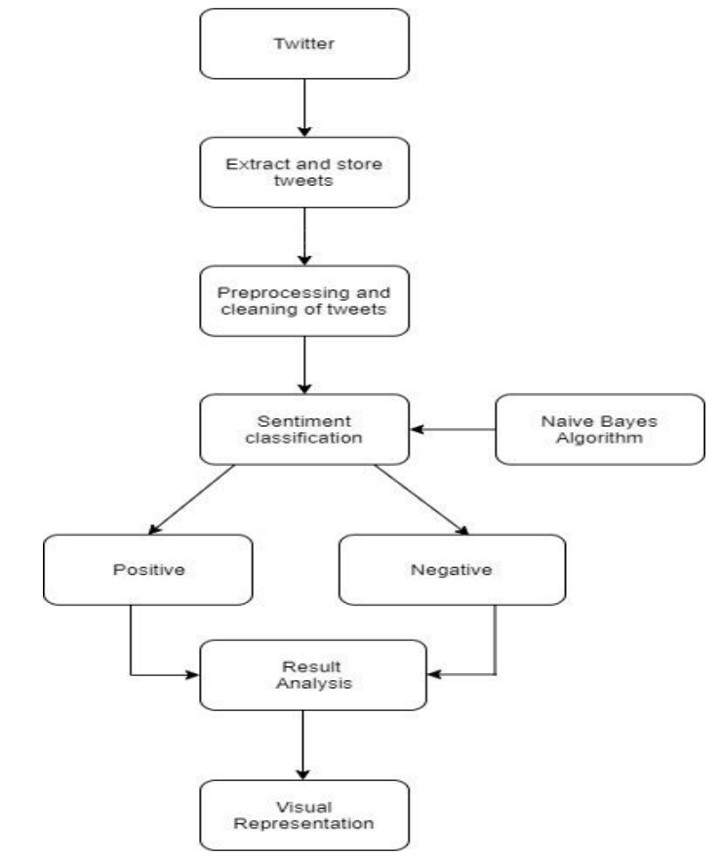 Twitter
Extract and store
tweets
Preprocessing and
cleaning of tweets
Sentiment
classification
Naive Bayes
Algorithm
Positive
Negative
Result
Analysis
Visual
Representation